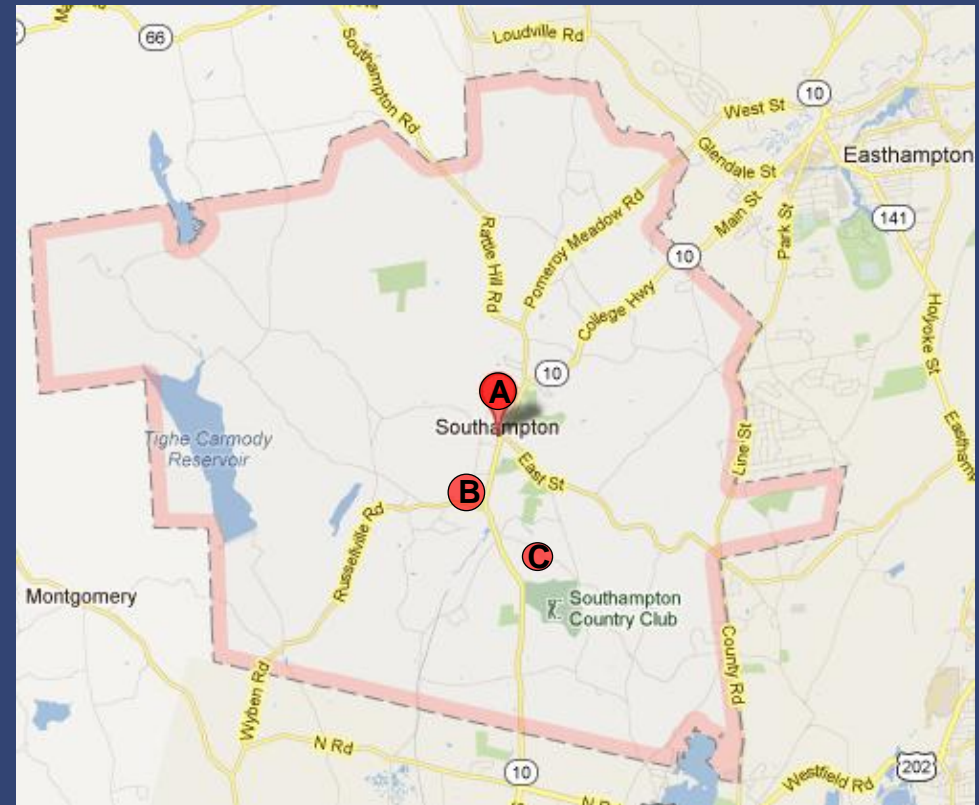 66
Loudville Rd
Southampton Rd
10
West St
Glendale St
Easthampton
Main St
141
Park St
Pomeroy Meadow Rd
Rattle Hill Rd
10
College Hwy
Holyoke St
10
A
Southampton
Line St
Tighe Carmody
Reservoir
East St
B
Russellville Rd
C
Montgomery
Southampton
Country Club
County Rd
Wyben Rd
N Rd
10
Westfield Rd
202